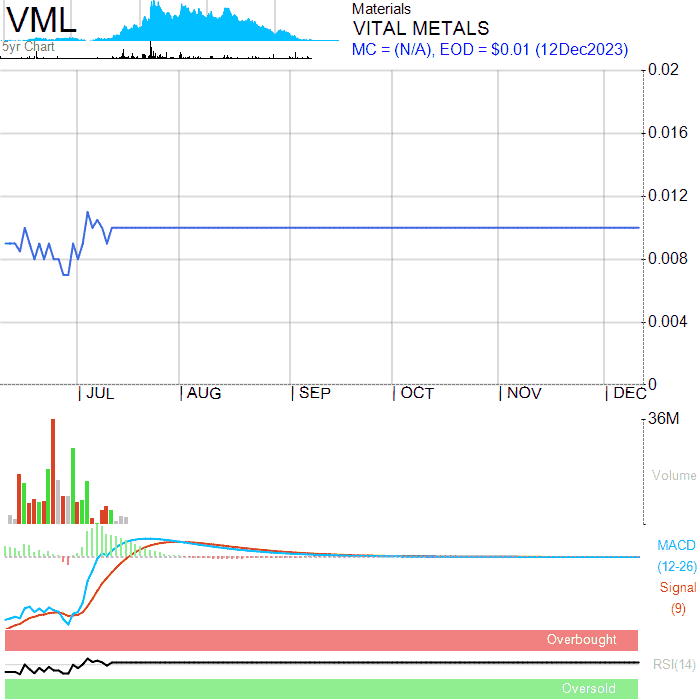 VML
5yr Chart
Materials
VITAL METALS
MC = (N/A), EOD = $0.01 (12Dec2023)
0.02
0.016
0.012
0.008
0.004
0
JUL AUG SEP OCT NOV DEC
36M
Volume
MACD
(12-26)
Signal
(9)
Overbought
RSI(14)
Oversold